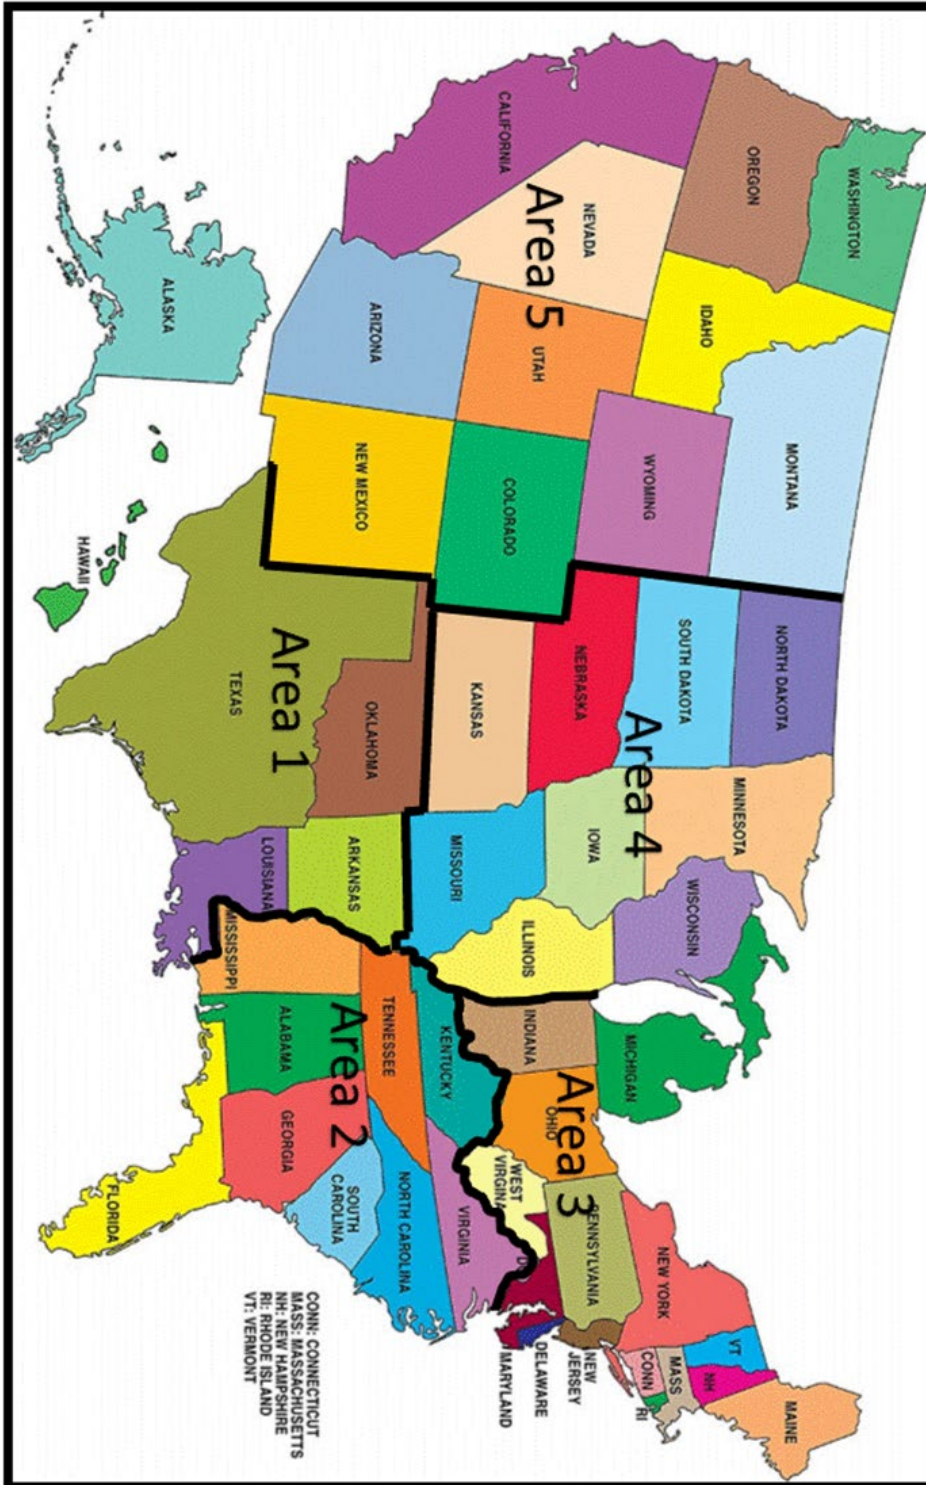 WASHINGTON
OREGON
CALIFORNIA
NEVADA
IDAHO
MONTANA
WYOMING
UTAH
Area 5
ARIZONA
COLORADO
NEW MEXICO
ALASKA
HAWAII
NORTH DAKOTA
SOUTH DAKOTA
NEBRASKA
KANSAS
MINNESOTA
IOWA
MISSOURI
WISCONSIN
ILLINOIS
Area 4
OKLAHOMA
TEXAS
ARKANSAS
LOUISIANA
Area 1
MISSISSIPPI
ALABAMA
TENNESSEE
KENTUCKY
GEORGIA
FLORIDA
SOUTH
CAROLINA
NORTH CAROLINA
VIRGINIA
Area 2
MICHIGAN
INDIANA
OHIO
WEST
VIRGINIA
PENNSYLVANIA
NEW YORK
Area 3
VT
NH
MAINE
MASS
CONN
RI
NEW
JERSEY
DELAWARE
MARYLAND
CONN: CONNECTICUT
MASS: MASSACHUSETTS
NH: NEW HAMPSHIRE
RI: RHODE ISLAND
VT: VERMONT